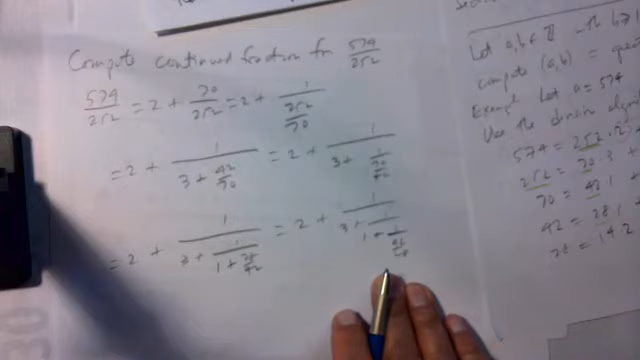 Compute continued fraction for 574/252
574/252 = 2 + 70/252 = 2 + 1/(252/70)
= 2 + 1/(3 + 42/70) = 2 + 1/(3 + 1/(70/42))
= 2 + 1/(3 + 1/(1 + 28/42)) = 2 + 1/(3 + 1/(1 + 1/(42/28)))
Let a, b ∈ ℤ with b ≥ 1
compute (a,b) =
Example Let a = 574
Use the division
574 = 252·2
252 = 70·3 +
70 = 42·1 +
42 = 28·1 +
28 = 14·2